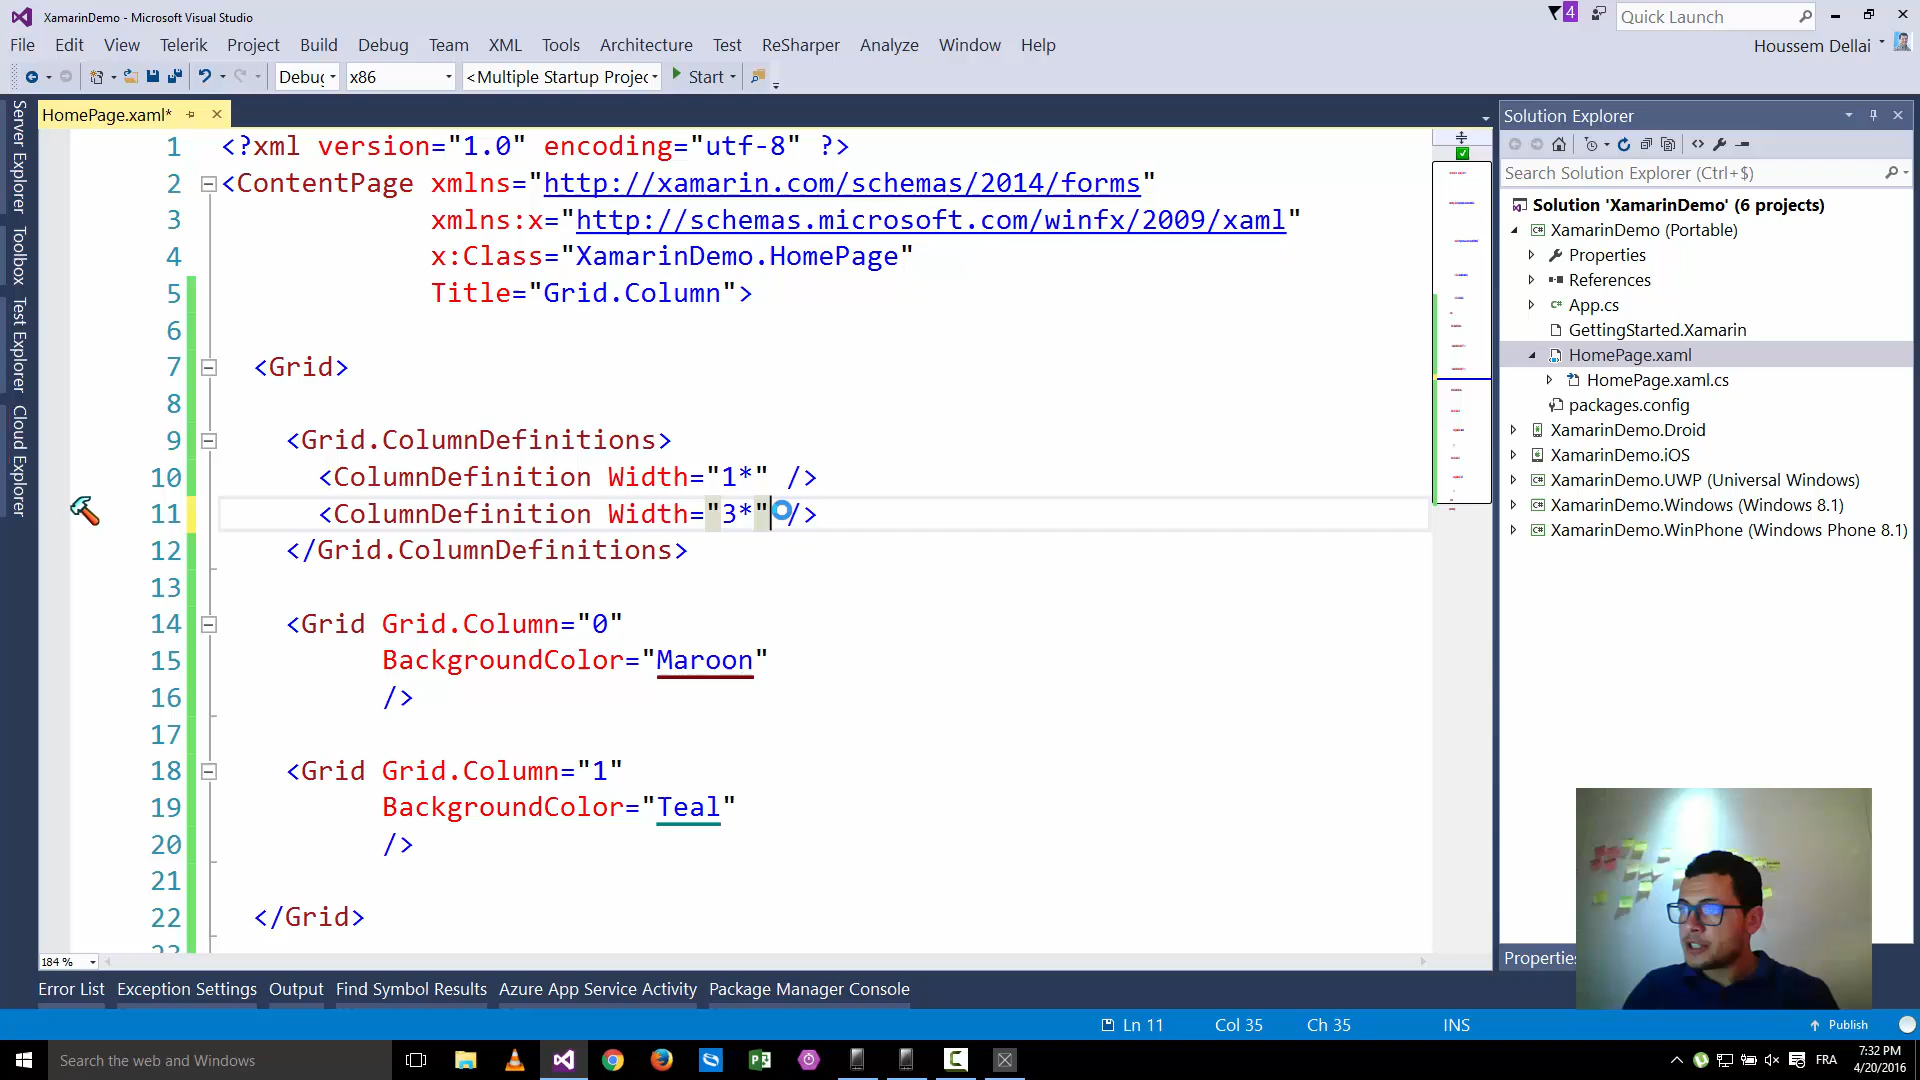 XamarinDemo - Microsoft Visual Studio
4
Quick Launch
File Edit View Telerik Project Build Debug Team XML Tools Architecture Test ReSharper Analyze Window Help
Houssem Dellai
Debug x86 <Multiple Startup Projec Start
HomePage.xaml*
Server Explorer
Toolbox
Test Explorer
Cloud Explorer
1 <?xml version="1.0" encoding="utf-8" ?>
2 <ContentPage xmlns="http://xamarin.com/schemas/2014/forms"
3 xmlns:x="http://schemas.microsoft.com/winfx/2009/xaml"
4 x:Class="XamarinDemo.HomePage"
5 Title="Grid.Column">
6
7 <Grid>
8
9 <Grid.ColumnDefinitions>
10 <ColumnDefinition Width="1*" />
11 <ColumnDefinition Width="3*" />
12 </Grid.ColumnDefinitions>
13
14 <Grid Grid.Column="0"
15 BackgroundColor="Maroon"
16 />
17
18 <Grid Grid.Column="1"
19 BackgroundColor="Teal"
20 />
21
22 </Grid>
23
184 %
Solution Explorer
Search Solution Explorer (Ctrl+$)
Solution 'XamarinDemo' (6 projects)
XamarinDemo (Portable)
Properties
References
App.cs
GettingStarted.Xamarin
HomePage.xaml
HomePage.xaml.cs
packages.config
XamarinDemo.Droid
XamarinDemo.iOS
XamarinDemo.UWP (Universal Windows)
XamarinDemo.Windows (Windows 8.1)
XamarinDemo.WinPhone (Windows Phone 8.1)
Properties
Error List Exception Settings Output Find Symbol Results Azure App Service Activity Package Manager Console
Ln 11 Col 35 Ch 35 INS Publish
Search the web and Windows
FRA
7:32 PM
4/20/2016